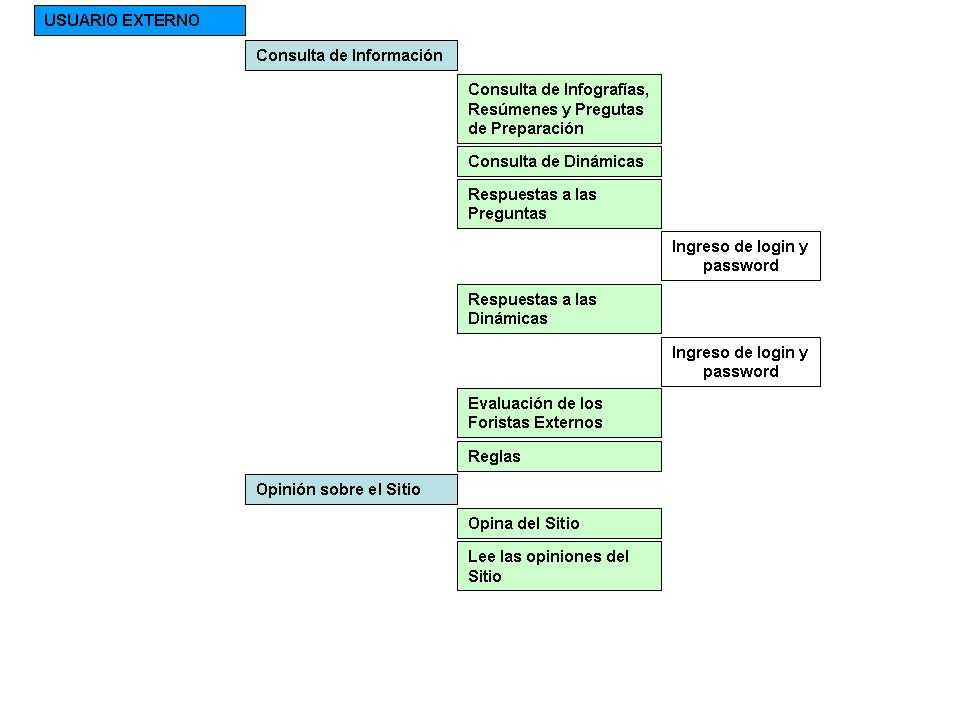 USUARIO EXTERNO
Consulta de Información
Consulta de Infografías,
Resúmenes y Pregutas
de Preparación
Consulta de Dinámicas
Respuestas a las
Preguntas
Ingreso de login y
password
Respuestas a las
Dinámicas
Ingreso de login y
password
Evaluación de los
Foristas Externos
Reglas
Opinión sobre el Sitio
Opina del Sitio
Lee las opiniones del
Sitio